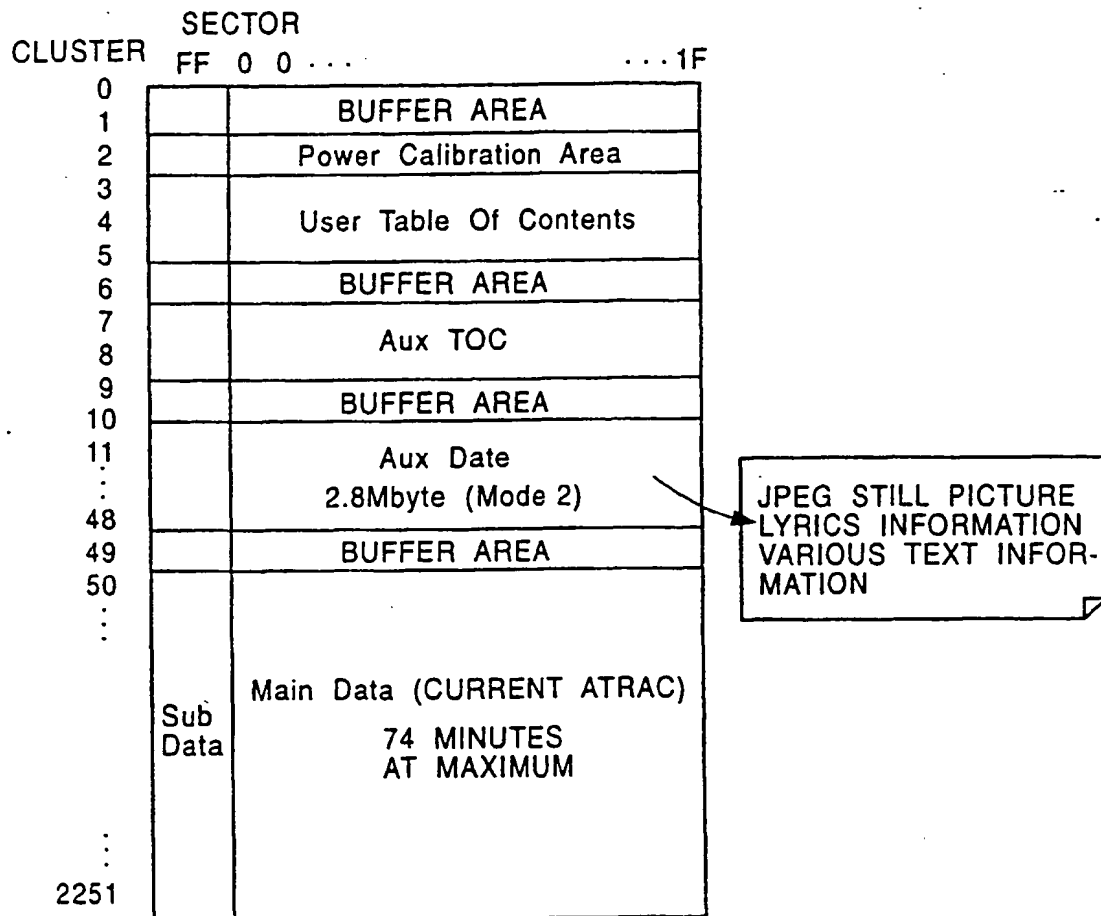 SECTOR
CLUSTER FF 0 0 ... ... 1F
0
1 BUFFER AREA
2 Power Calibration Area
3
4 User Table Of Contents
5
6 BUFFER AREA
7
8 Aux TOC
9
10 BUFFER AREA
11 Aux Date
:
: 2.8Mbyte (Mode 2)
48
49 BUFFER AREA
50
:
:
JPEG STILL PICTURE
LYRICS INFORMATION
VARIOUS TEXT INFOR-
MATION
Sub
Data
Main Data (CURRENT ATRAC)
74 MINUTES
AT MAXIMUM
:
:
2251